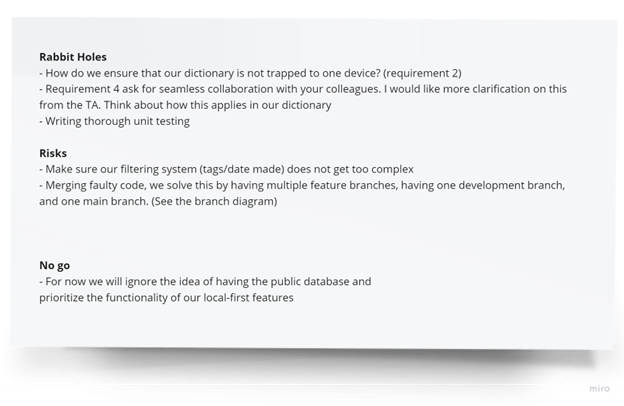 Rabbit Holes
- How do we ensure that our dictionary is not trapped to one device? (requirement 2)
- Requirement 4 ask for seamless collaboration with your colleagues. I would like more clarification on this
from the TA. Think about how this applies in our dictionary
- Writing thorough unit testing
Risks
- Make sure our filtering system (tags/date made) does not get too complex
- Merging faulty code, we solve this by having multiple feature branches, having one development branch,
and one main branch. (See the branch diagram)
No go
- For now we will ignore the idea of having the public database and
prioritize the functionality of our local-first features
miro